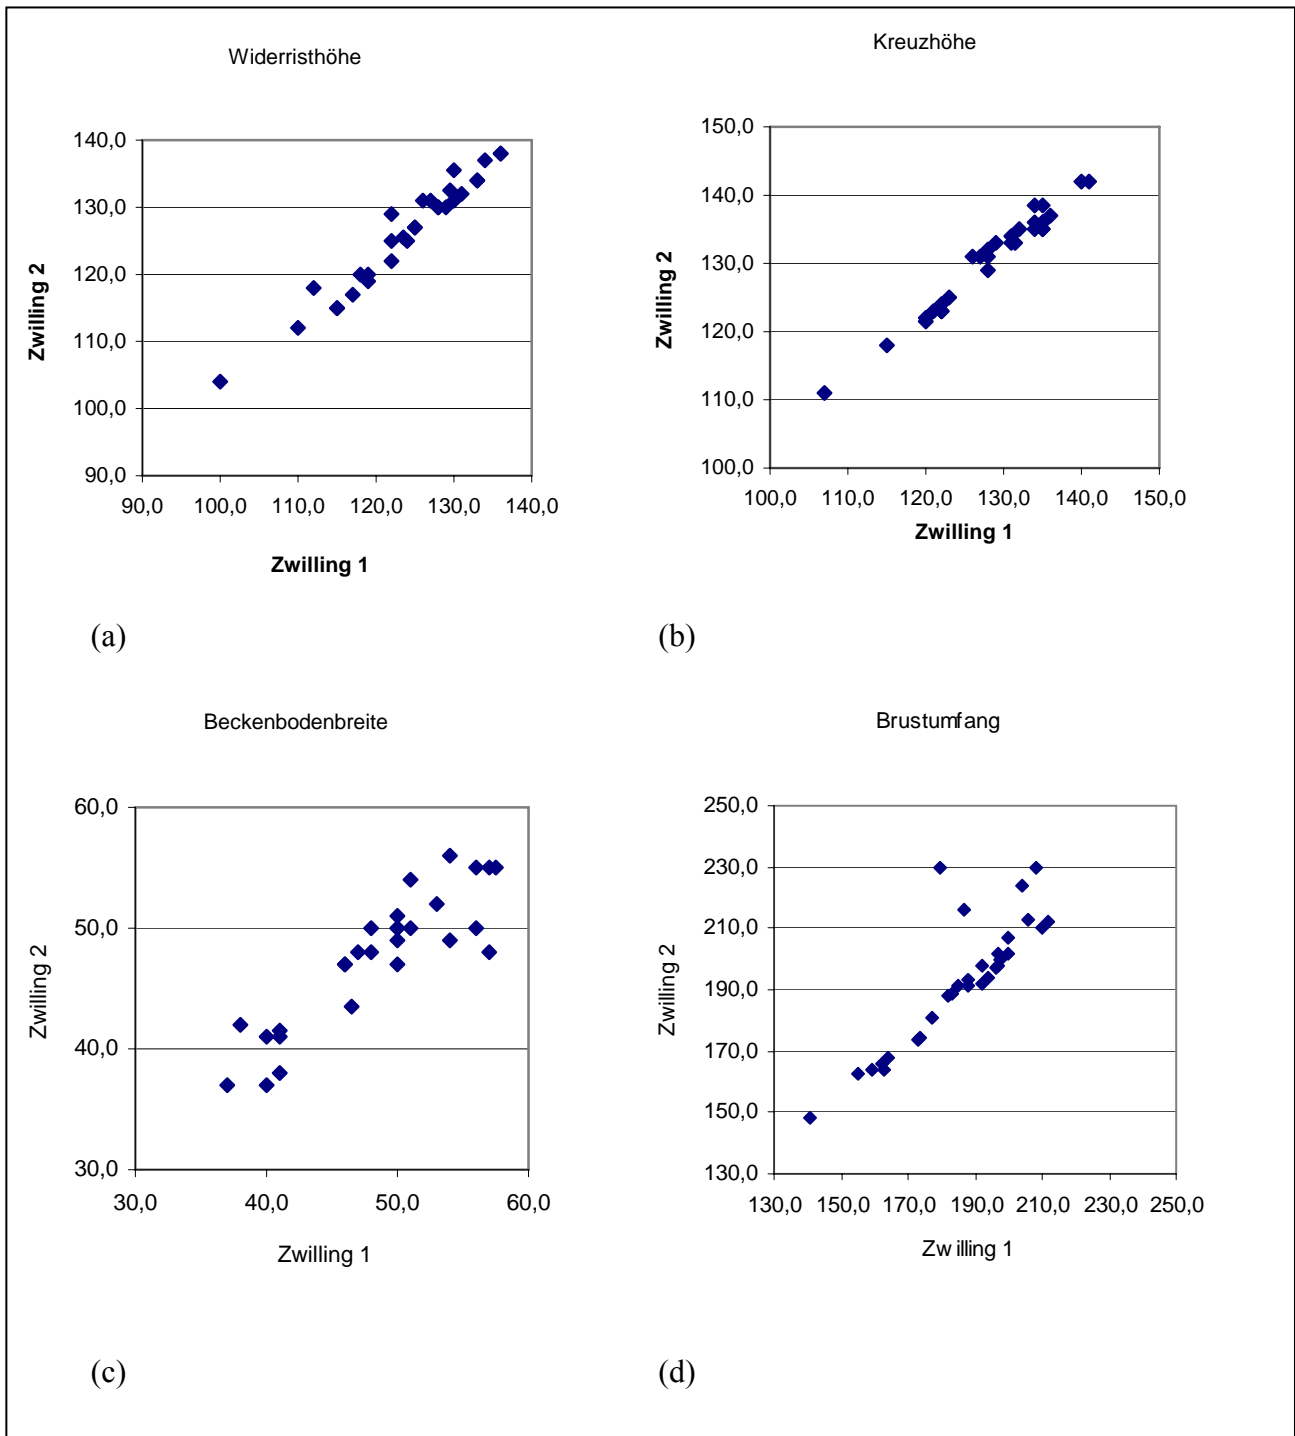 Widerristhöhe
140,0
130,0
120,0
110,0
100,0
90,0
Zwilling 2
90,0 100,0 110,0 120,0 130,0 140,0
Zwilling 1
(a)
Kreuzhöhe
150,0
140,0
130,0
120,0
110,0
100,0
Zwilling 2
100,0 110,0 120,0 130,0 140,0 150,0
Zwilling 1
(b)
Beckenbodenbreite
60,0
50,0
40,0
30,0
Zwilling 2
30,0 40,0 50,0 60,0
Zwilling 1
(c)
Brustumfang
250,0
230,0
210,0
190,0
170,0
150,0
130,0
Zwilling 2
130,0 150,0 170,0 190,0 210,0 230,0 250,0
Zwilling 1
(d)